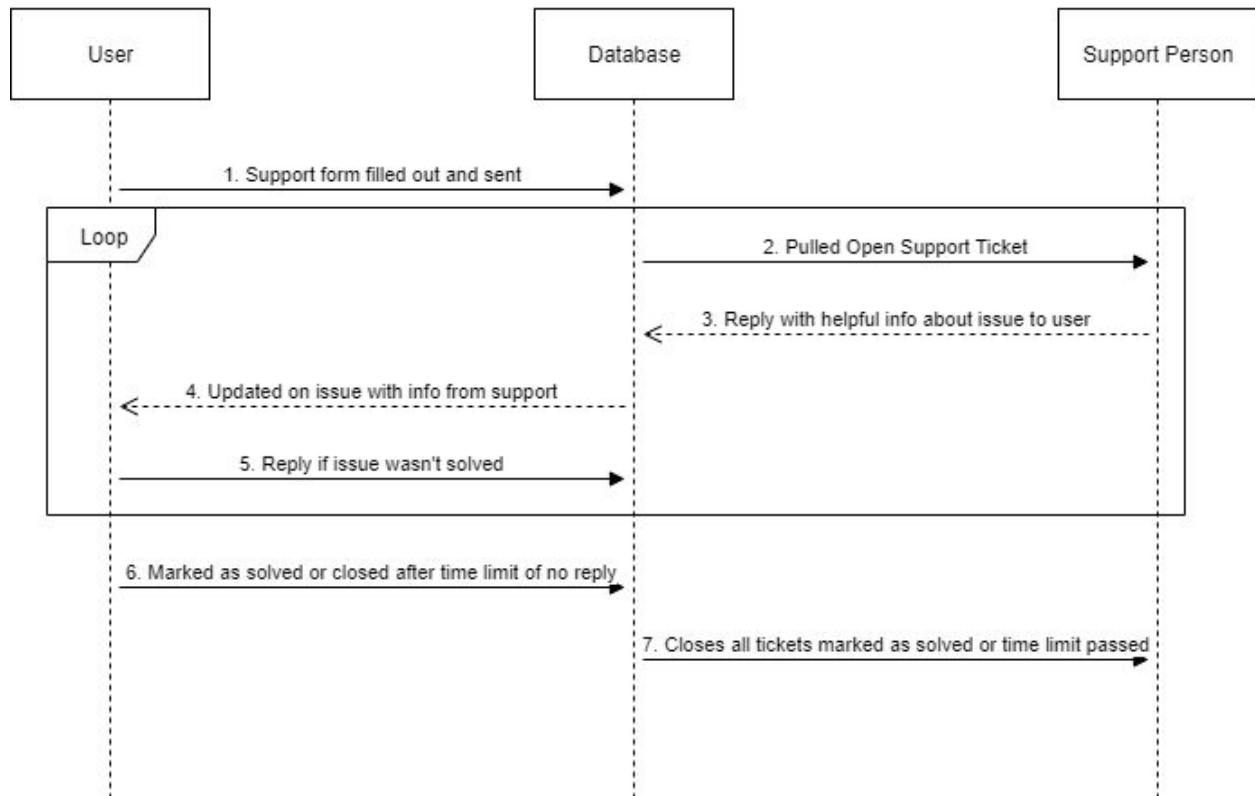 User
Database
Support Person
1. Support form filled out and sent
Loop
2. Pulled Open Support Ticket
3. Reply with helpful info about issue to user
4. Updated on issue with info from support
5. Reply if issue wasn't solved
6. Marked as solved or closed after time limit of no reply
7. Closes all tickets marked as solved or time limit passed